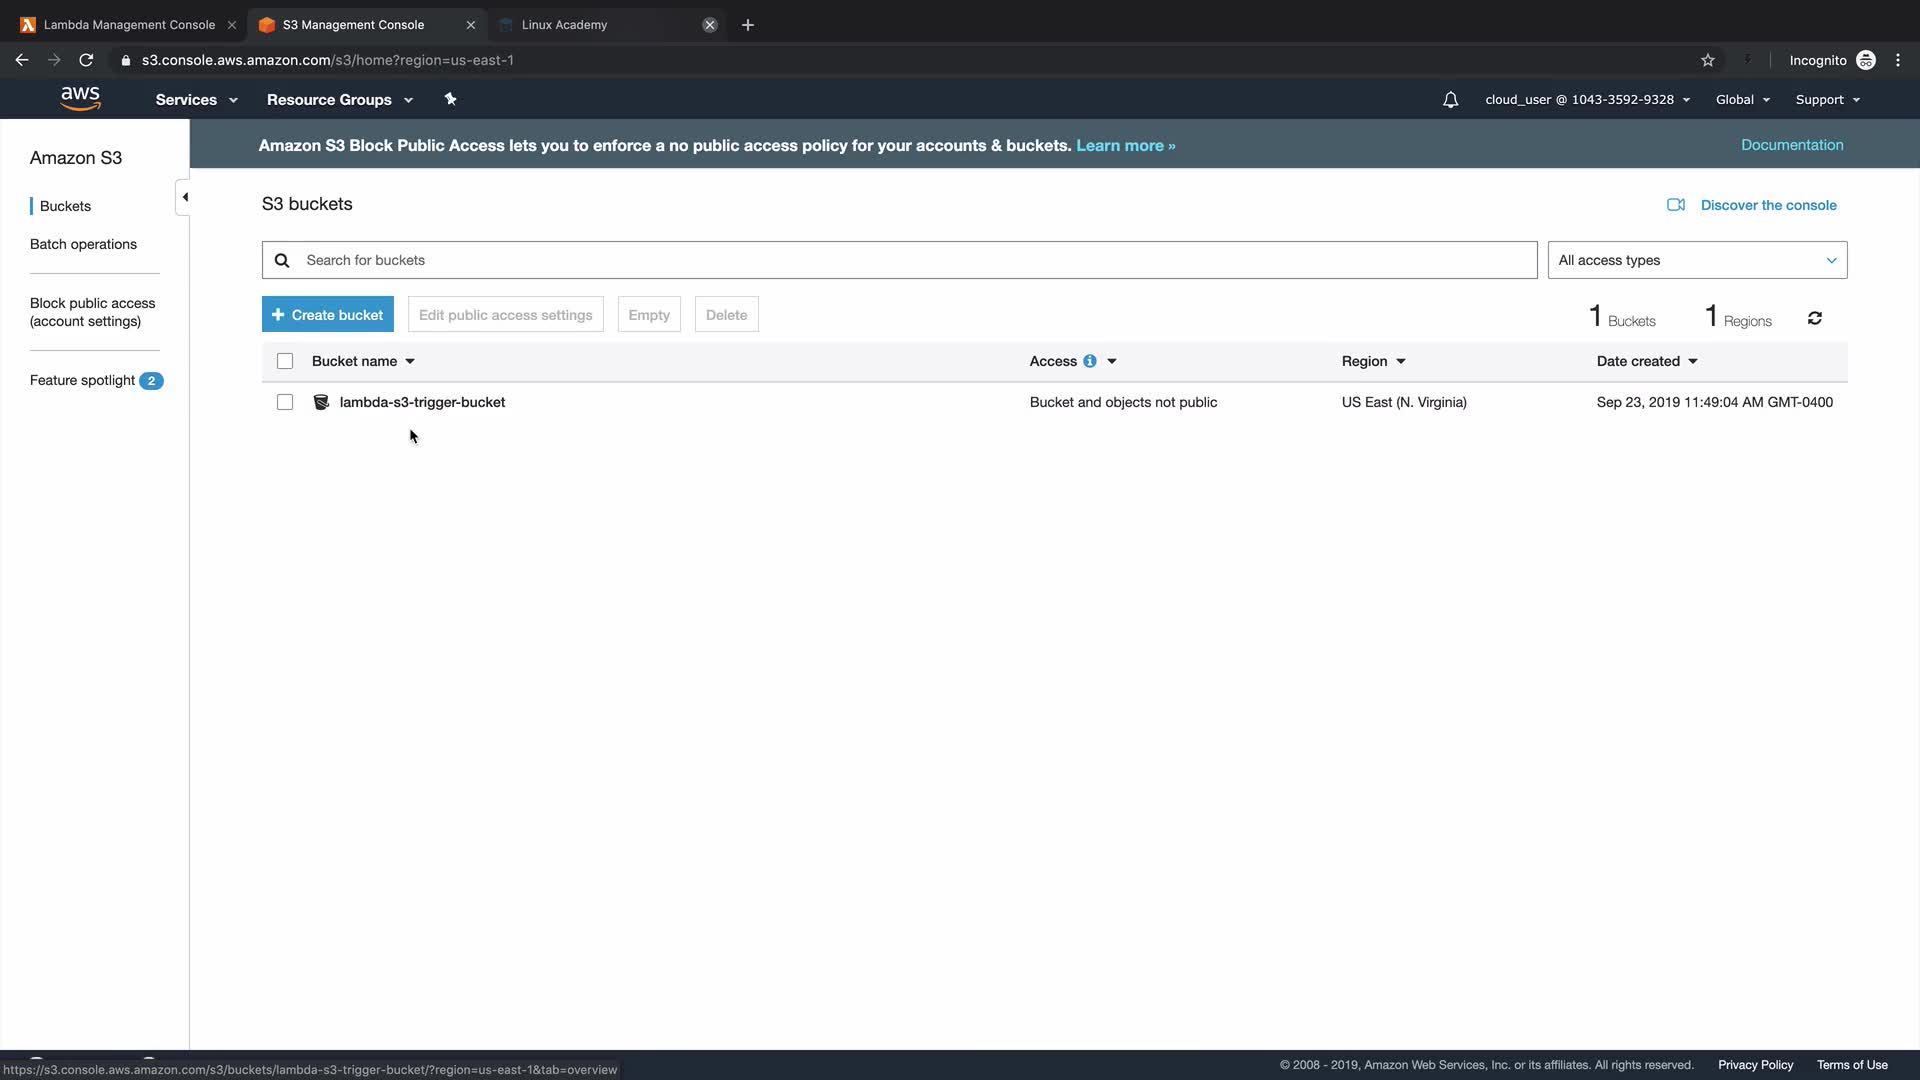 Lambda Management Console
S3 Management Console
Linux Academy
s3.console.aws.amazon.com/s3/home?region=us-east-1
Incognito
aws
Services
Resource Groups
cloud_user @ 1043-3592-9328
Global
Support
Amazon S3
Buckets
Batch operations
Block public access
(account settings)
Feature spotlight 2
Amazon S3 Block Public Access lets you to enforce a no public access policy for your accounts & buckets. Learn more »
Documentation
S3 buckets
Discover the console
Search for buckets
All access types
+ Create bucket
Edit public access settings
Empty
Delete
1 Buckets
1 Regions
Bucket name
Access
Region
Date created
lambda-s3-trigger-bucket
Bucket and objects not public
US East (N. Virginia)
Sep 23, 2019 11:49:04 AM GMT-0400
https://s3.console.aws.amazon.com/s3/buckets/lambda-s3-trigger-bucket/?region=us-east-1&tab=overview
© 2008 - 2019, Amazon Web Services, Inc. or its affiliates. All rights reserved.
Privacy Policy
Terms of Use